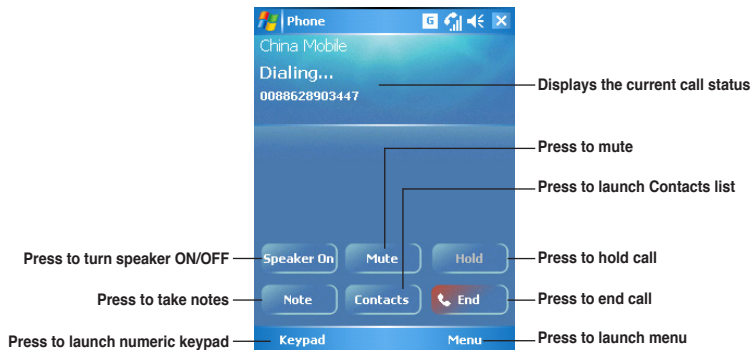 Phone
G
China Mobile
Dialing...
0088628903447
Displays the current call status
Press to mute
Press to launch Contacts list
Press to turn speaker ON/OFF
Speaker On
Mute
Hold
Press to hold call
Press to take notes
Note
Contacts
End
Press to end call
Press to launch numeric keypad
Keypad
Menu
Press to launch menu